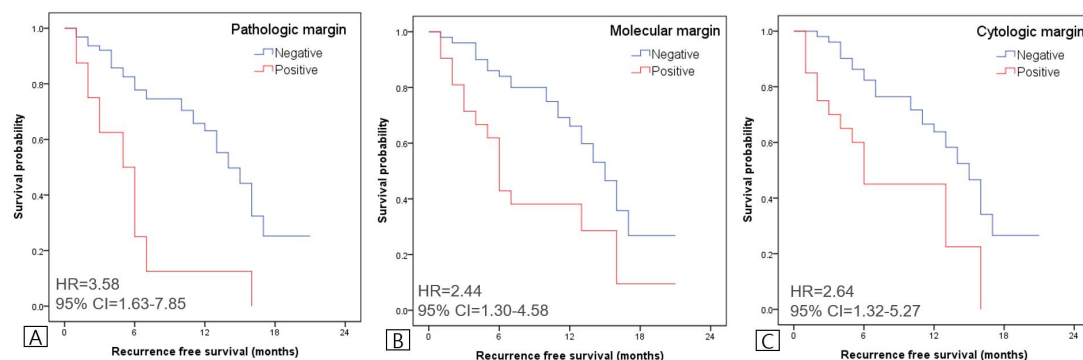 Pathologic margin
Negative
Positive
Survival probability
1.0
0.8
0.6
0.4
0.2
0.0
HR=3.58
95% CI=1.63-7.85
0
6
12
18
24
Recurrence free survival (months)
A
Molecular margin
Negative
Positive
Survival probability
1.0
0.8
0.6
0.4
0.2
0.0
HR=2.44
95% CI=1.30-4.58
0
6
12
18
24
Recurrence free survival (months)
B
Cytologic margin
Negative
Positive
Survival probability
1.0
0.8
0.6
0.4
0.2
0.0
HR=2.64
95% CI=1.32-5.27
0
6
12
18
24
Recurrence free survival (months)
C